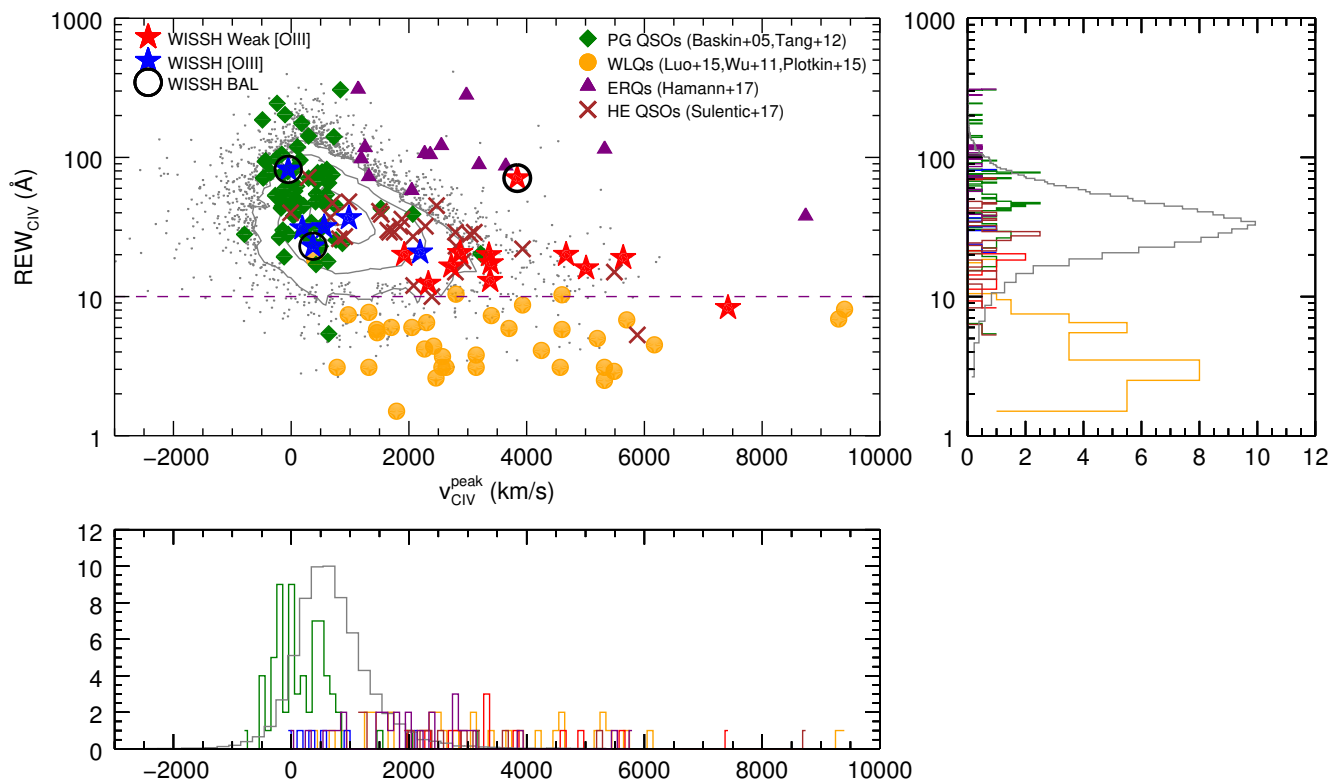 1000
100
10
1
REW_CIV (Å)
WISSH Weak [OIII]
WISSH [OIII]
WISSH BAL
PG QSOs (Baskin+05,Tang+12)
WLQs (Luo+15,Wu+11,Plotkin+15)
ERQs (Hamann+17)
HE QSOs (Sulentic+17)
−2000 0 2000 4000 6000 8000 10000
v_CIV^peak (km/s)
1000
100
10
1
0 2 4 6 8 10 12
12
10
8
6
4
2
0
−2000 0 2000 4000 6000 8000 10000